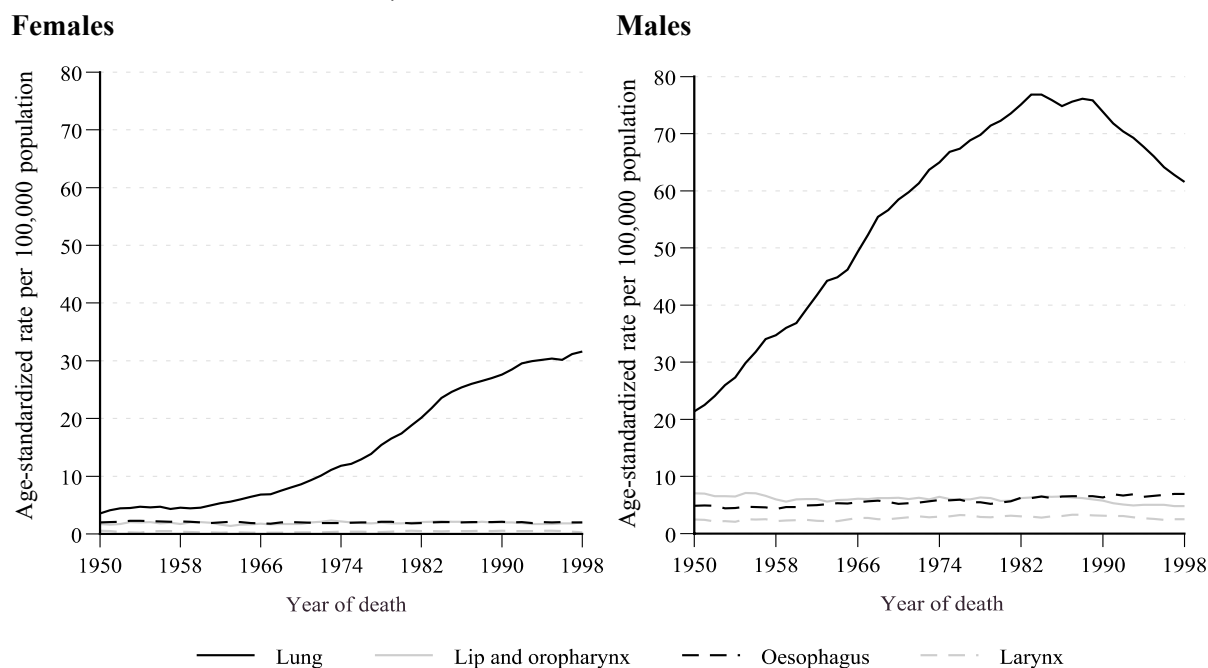 Females
Age-standardized rate per 100,000 population
80
70
60
50
40
30
20
10
0
1950 1958 1966 1974 1982 1990 1998
Year of death
Males
Age-standardized rate per 100,000 population
80
70
60
50
40
30
20
10
0
1950 1958 1966 1974 1982 1990 1998
Year of death
Lung Lip and oropharynx Oesophagus Larynx